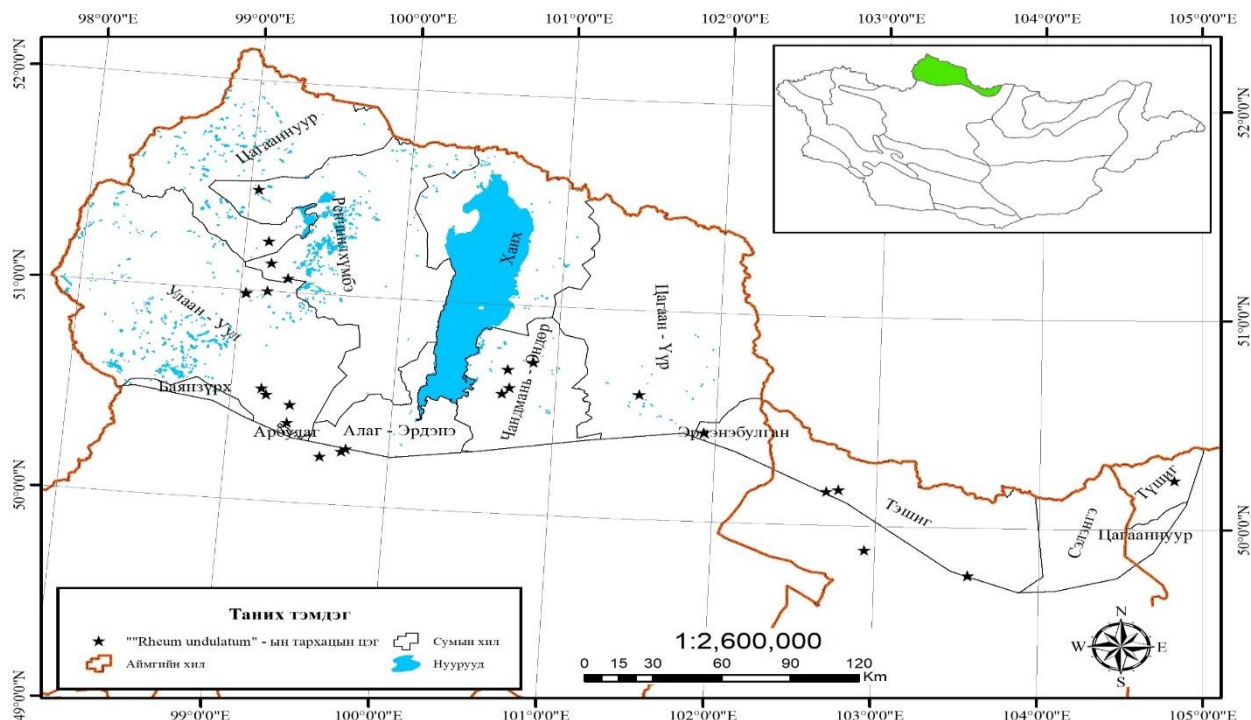 98°0'0"E
99°0'0"E
100°0'0"E
101°0'0"E
102°0'0"E
103°0'0"E
104°0'0"E
105°0'0"E
52°0'0"N
52°0'0"N
51°0'0"N
51°0'0"N
50°0'0"N
50°0'0"N
49°0'0"N
Цагааннуур
Ренчинлхүмбэ
Ханх
Улаан - Уул
Цагаан - Үүр
Чандмань - Өндөр
Баянзүрх
Арбулаг
Алаг - Эрдэнэ
Эрдэнэбулган
Тэшиг
Сэлэнгэ
Түшиг
Цагааннуур
Таних тэмдэг
""Rheum undulatum" - ын тархацын цэг
Сумын хил
Аймгийн хил
Нуурууд
1:2,600,000
0 15 30 60 90 120
Km
N
W E
S
99°0'0"E
100°0'0"E
101°0'0"E
102°0'0"E
103°0'0"E
104°0'0"E
105°0'0"E